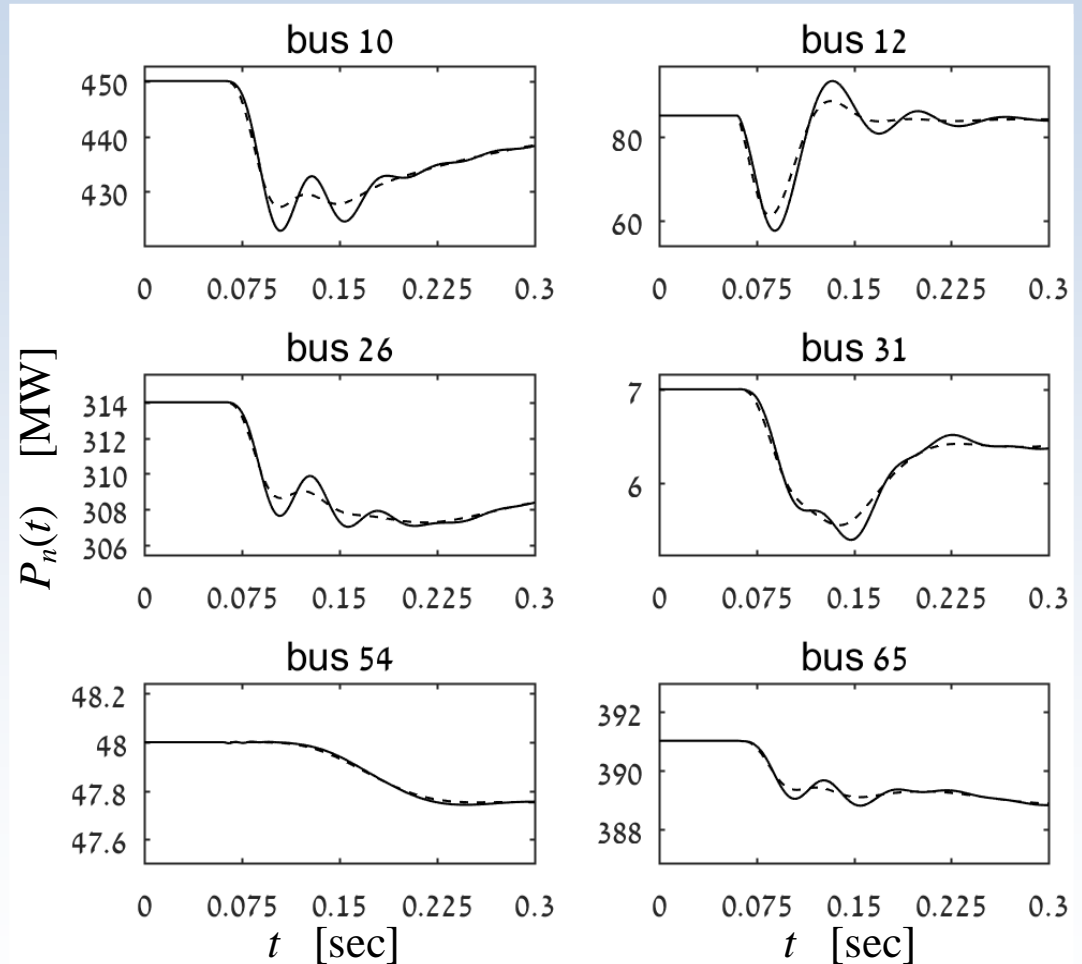 bus 10
450
440
430
0 0.075 0.15 0.225 0.3
bus 12
80
60
0 0.075 0.15 0.225 0.3
bus 26
314
312
310
308
306
0 0.075 0.15 0.225 0.3
bus 31
7
6
0 0.075 0.15 0.225 0.3
bus 54
48.2
48
47.8
47.6
0 0.075 0.15 0.225 0.3
bus 65
392
390
388
0 0.075 0.15 0.225 0.3
Pn(t) [MW]
t [sec]
t [sec]